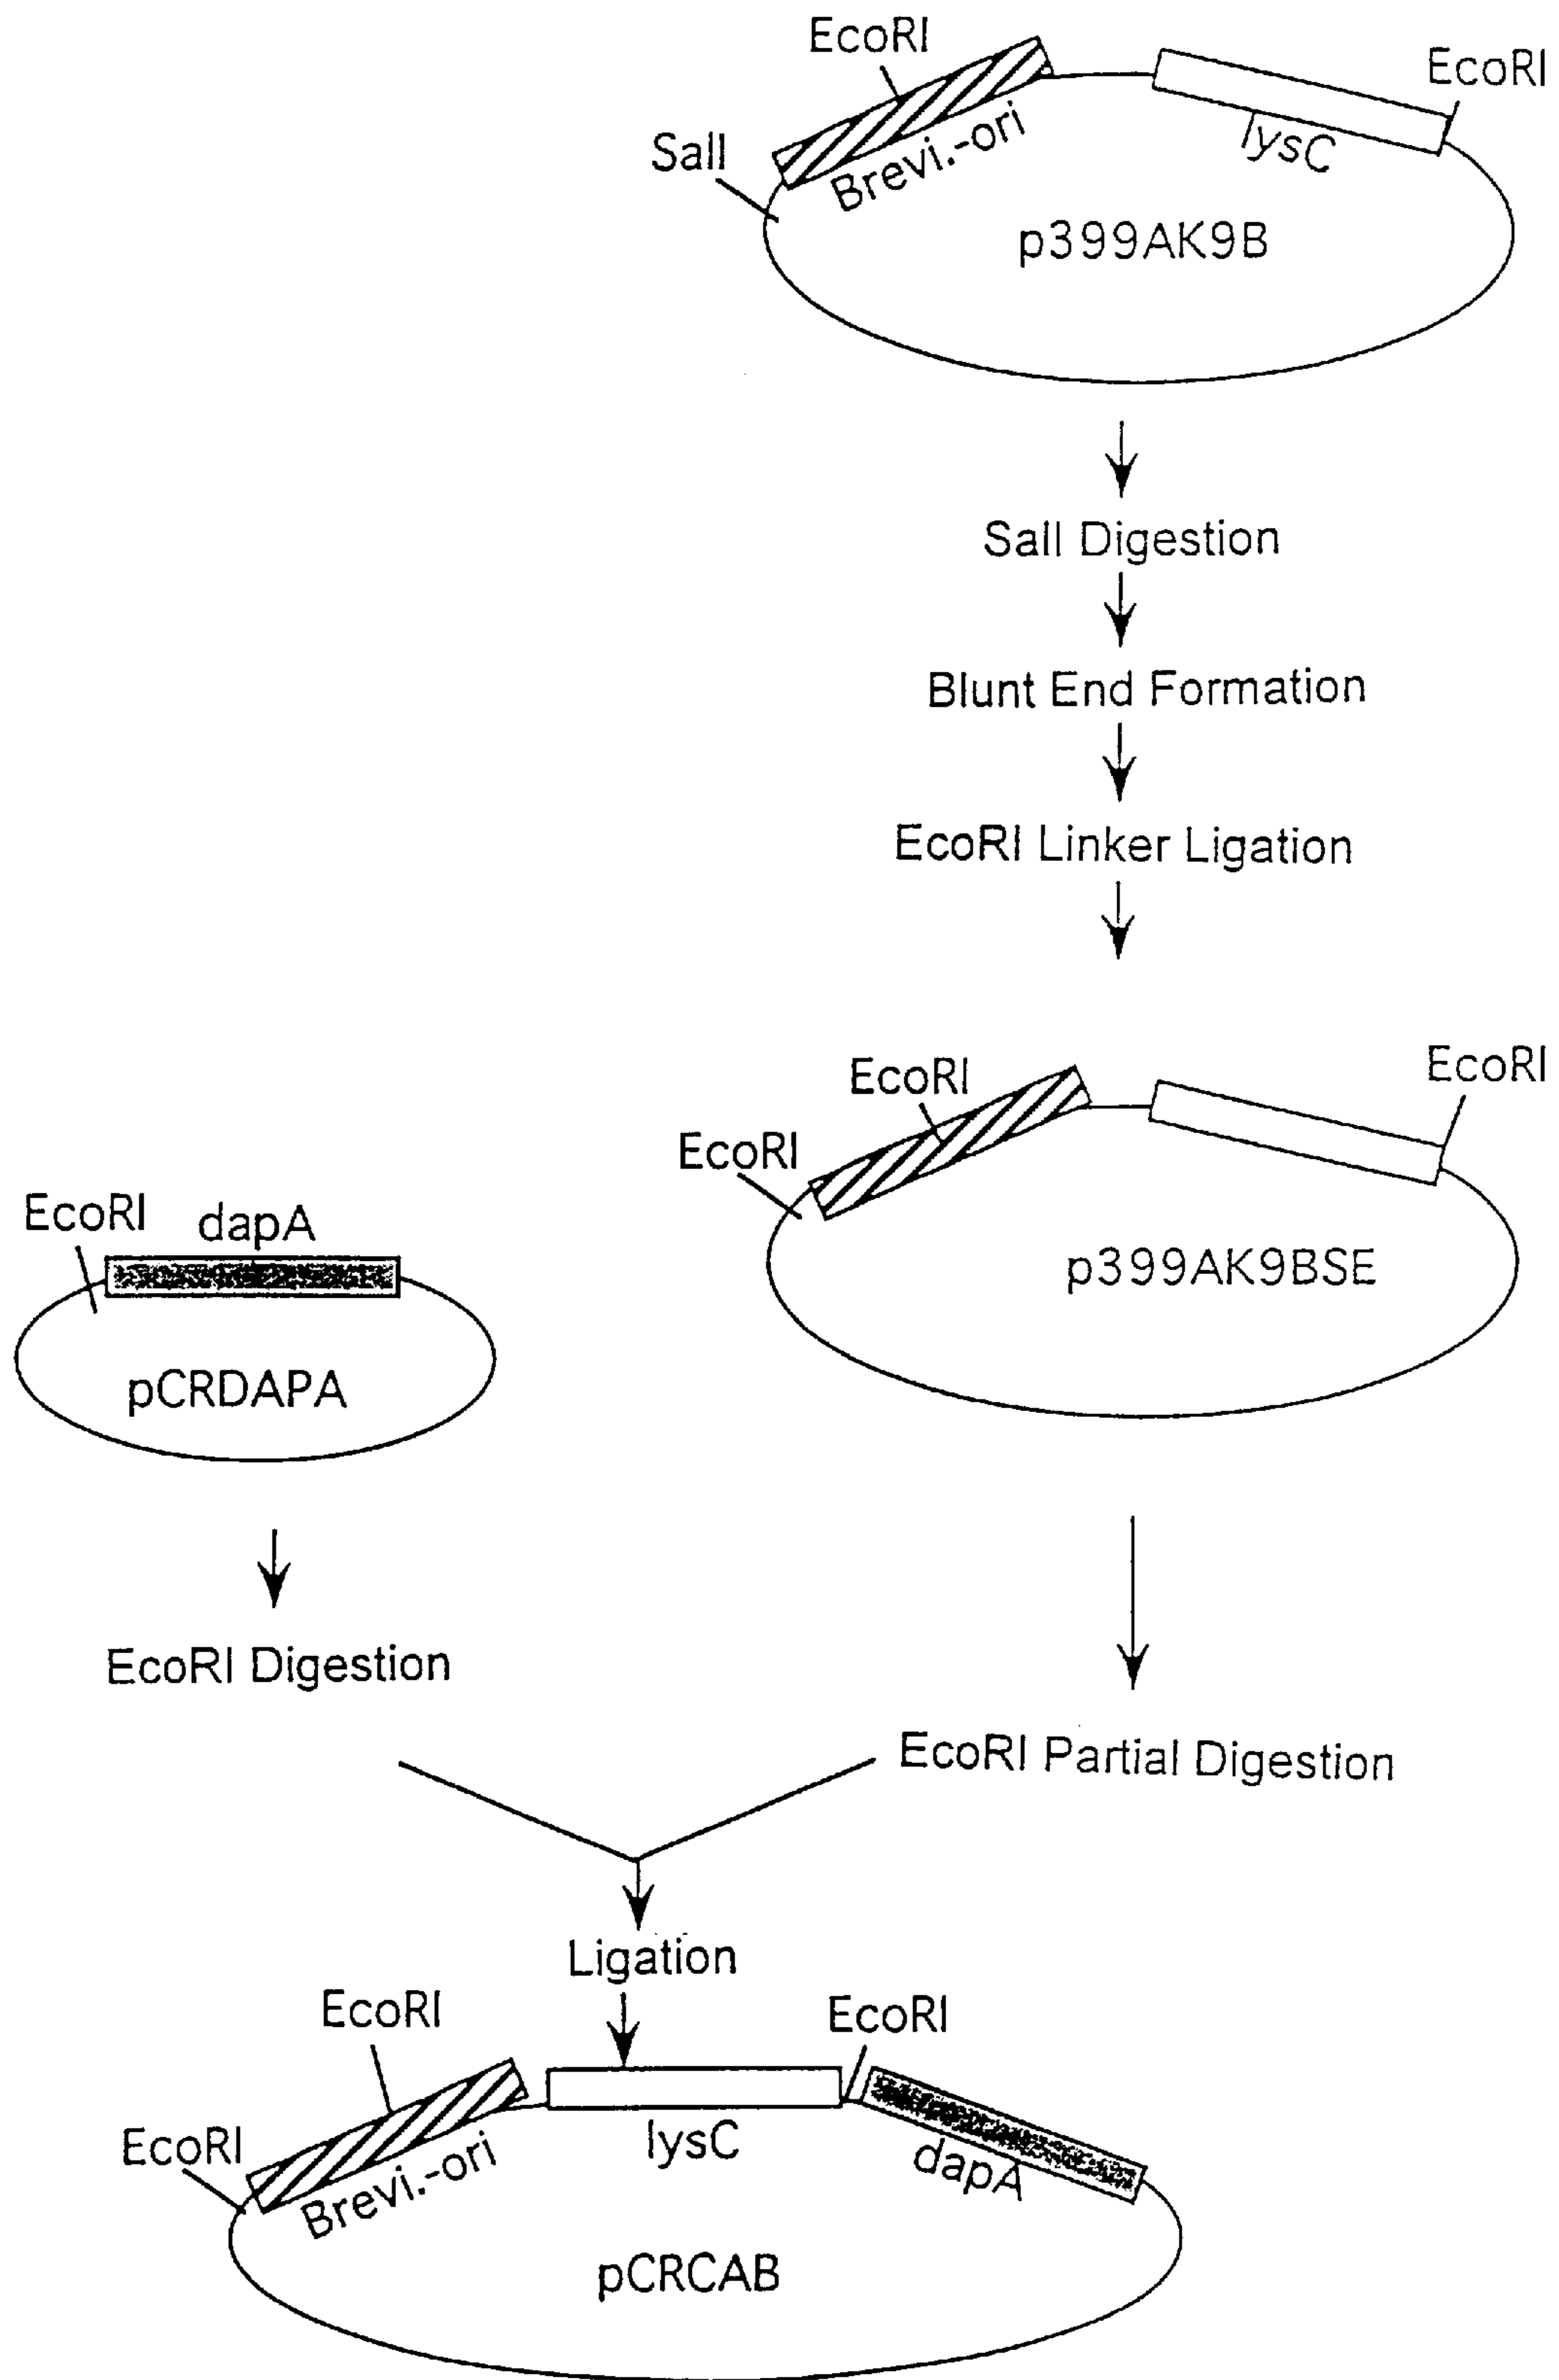 EcoRI
EcoRI
SalI
Brevi.-ori
lysC
p399AK9B
SalI Digestion
Blunt End Formation
EcoRI Linker Ligation
EcoRI
EcoRI
EcoRI
p399AK9BSE
EcoRI
dapA
pCRDAPA
EcoRI Digestion
EcoRI Partial Digestion
Ligation
EcoRI
EcoRI
EcoRI
Brevi.-ori
lysC
dapA
pCRCAB